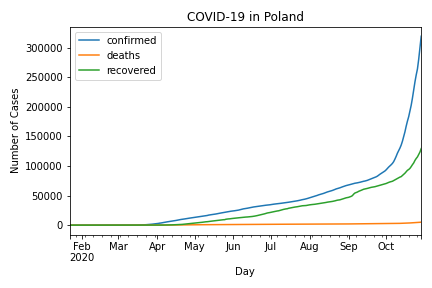 COVID-19 in Poland
confirmed
deaths
recovered
Number of Cases
300000
250000
200000
150000
100000
50000
0
Feb Mar Apr May Jun Jul Aug Sep Oct
2020
Day